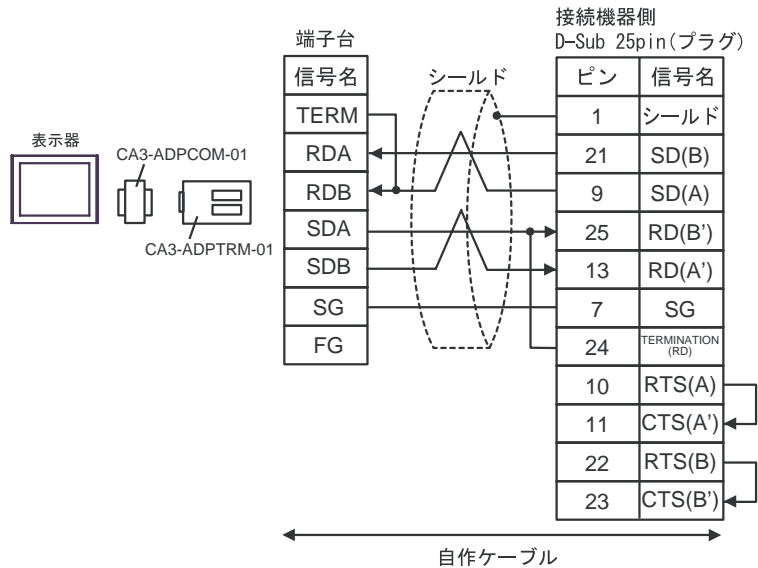 接続機器側
端子台
D-Sub 25pin(プラグ)
信号名
シールド
ピン 信号名
TERM
1 シールド
表示器
CA3-ADPCOM-01
RDA
21 SD(B)
RDB
9 SD(A)
SDA
25 RD(B’)
CA3-ADPTRM-01
SDB
13 RD(A’)
SG
7 SG
FG
24 TERMINATION
(RD)
10 RTS(A)
11 CTS(A’)
22 RTS(B)
23 CTS(B’)
自作ケーブル